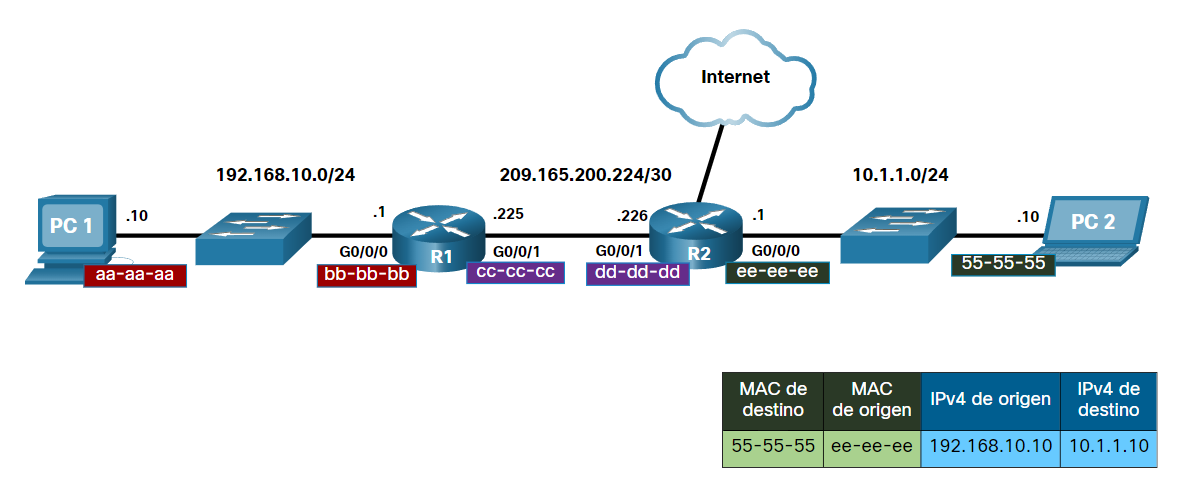 Internet
192.168.10.0/24
209.165.200.224/30
10.1.1.0/24
PC 1
.10
.1
.225
.226
.1
.10
PC 2
G0/0/0
R1
G0/0/1
G0/0/1
R2
G0/0/0
aa-aa-aa
bb-bb-bb
cc-cc-cc
dd-dd-dd
ee-ee-ee
55-55-55
MAC de destino
MAC de origen
IPv4 de origen
IPv4 de destino
55-55-55
ee-ee-ee
192.168.10.10
10.1.1.10